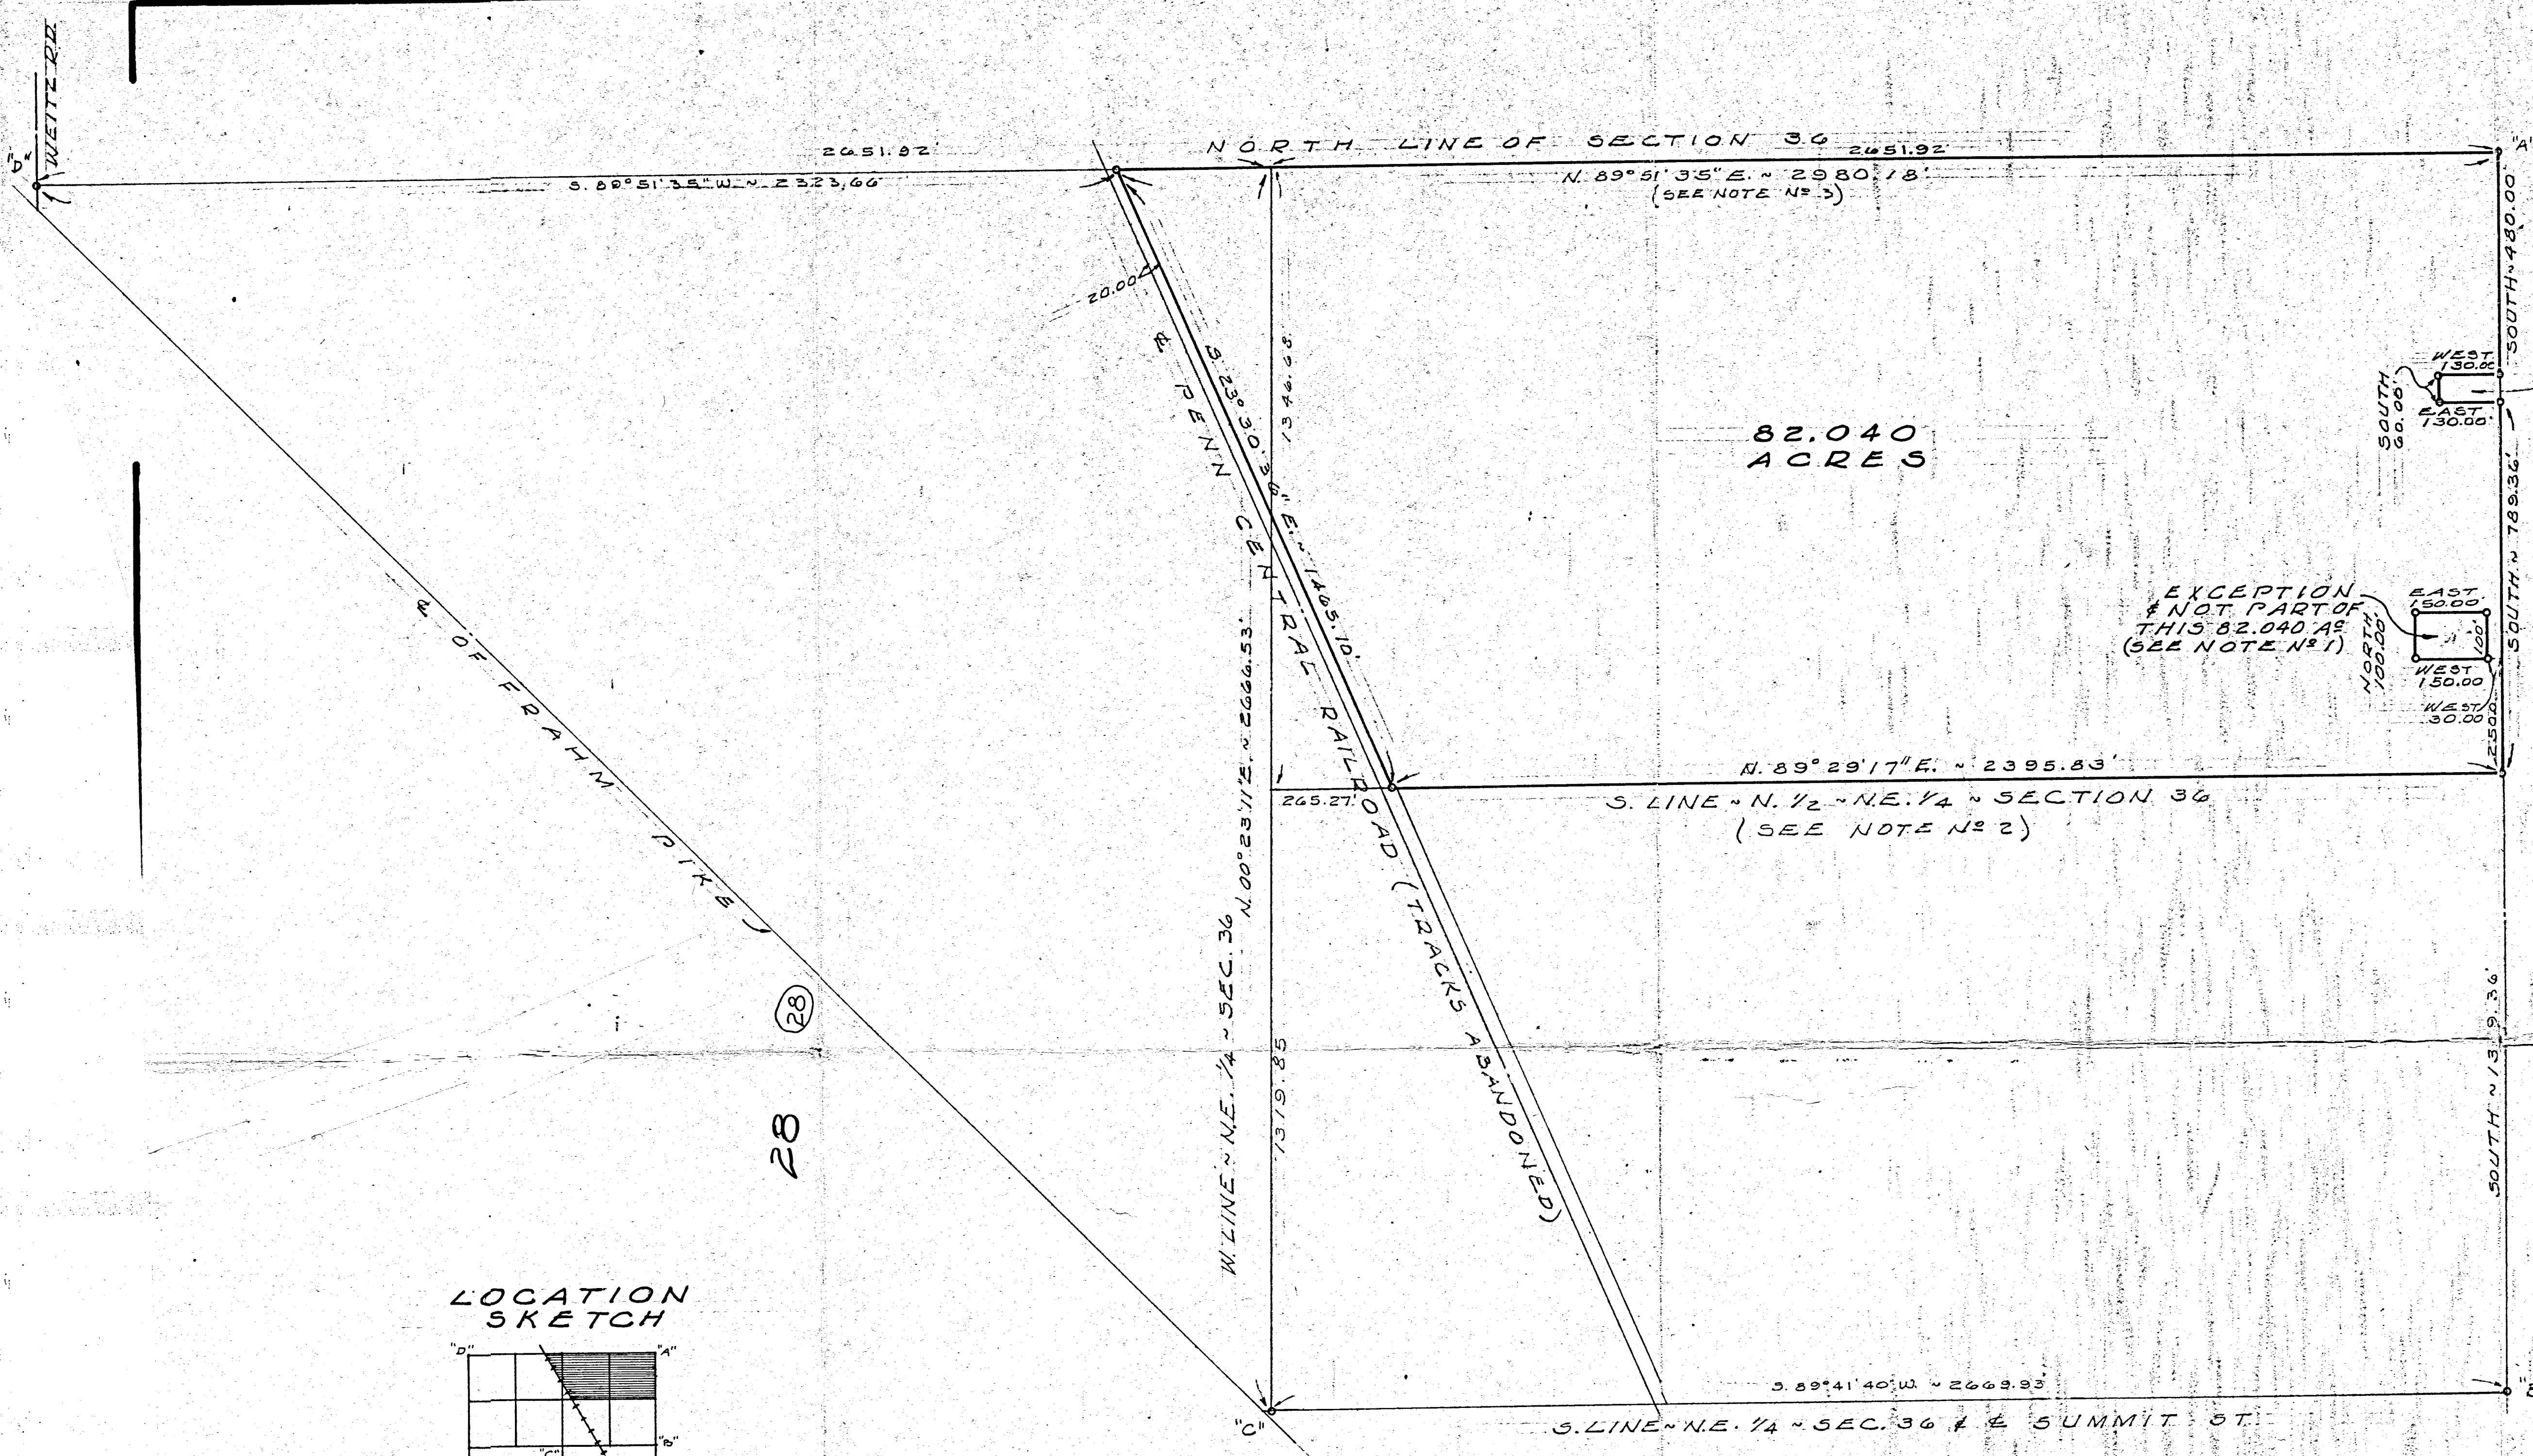 WEITZ RD.
"D"
2651.92'
NORTH LINE OF SECTION 36
2651.92'
"A"
S. 89°51'35" W. ~ 2323.66'
N. 89°51'35" E. ~ 2980.18'
(SEE NOTE Nº 3)
SOUTH ~ 480.00'
20.00'
S. 23°30'39" E. ~ 1465.10'
1346.68
WEST
130.00
SOUTH
60.00'
EAST
130.00'
82.040
ACRES
SOUTH ~ 789.36'
℄ PENN CENTRAL RAILROAD (TRACKS ABANDONED)
EXCEPTION
& NOT PART OF
THIS 82.040 Aᶜ
(SEE NOTE Nº 1)
EAST
150.00'
100'
NORTH
100.00'
WEST
150.00
WEST
30.00'
250.0
℄ OF FRAHM PIKE
N. 00°23'11" E. ~ 2666.53'
N. 89°29'17" E. ~ 2395.83'
265.27'
S. LINE ~ N. 1/2 ~ N.E. 1/4 ~ SECTION 36
(SEE NOTE Nº 2)
W. LINE ~ N.E. 1/4 ~ SEC. 36
1319.85
SOUTH ~ 1319.36'
28
28
LOCATION
SKETCH
"D"
"A"
"B"
"C"
S. 89°41'40" W. ~ 2669.93'
"C"
S. LINE ~ N.E. 1/4 ~ SEC. 36 & ℄ SUMMIT ST.